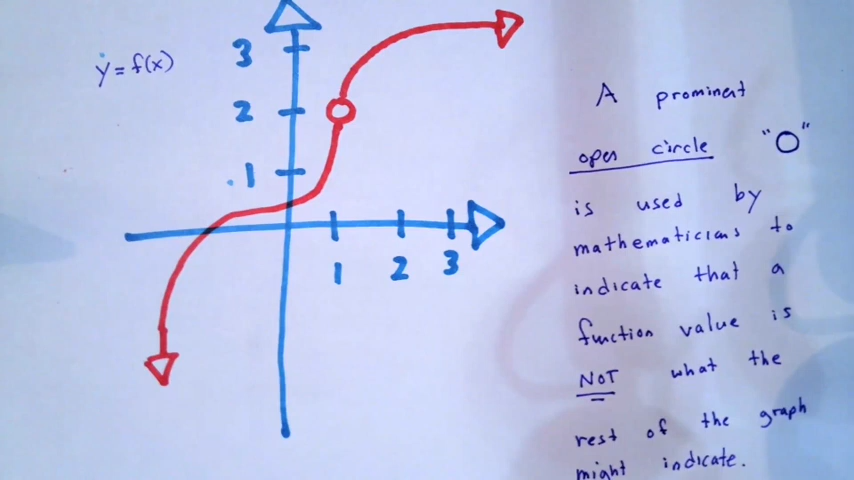 y = f(x)
3
2
1
1 2 3
A prominent
open circle "O"
is used by
mathematicians to
indicate that a
function value is
NOT what the
rest of the graph
might indicate.